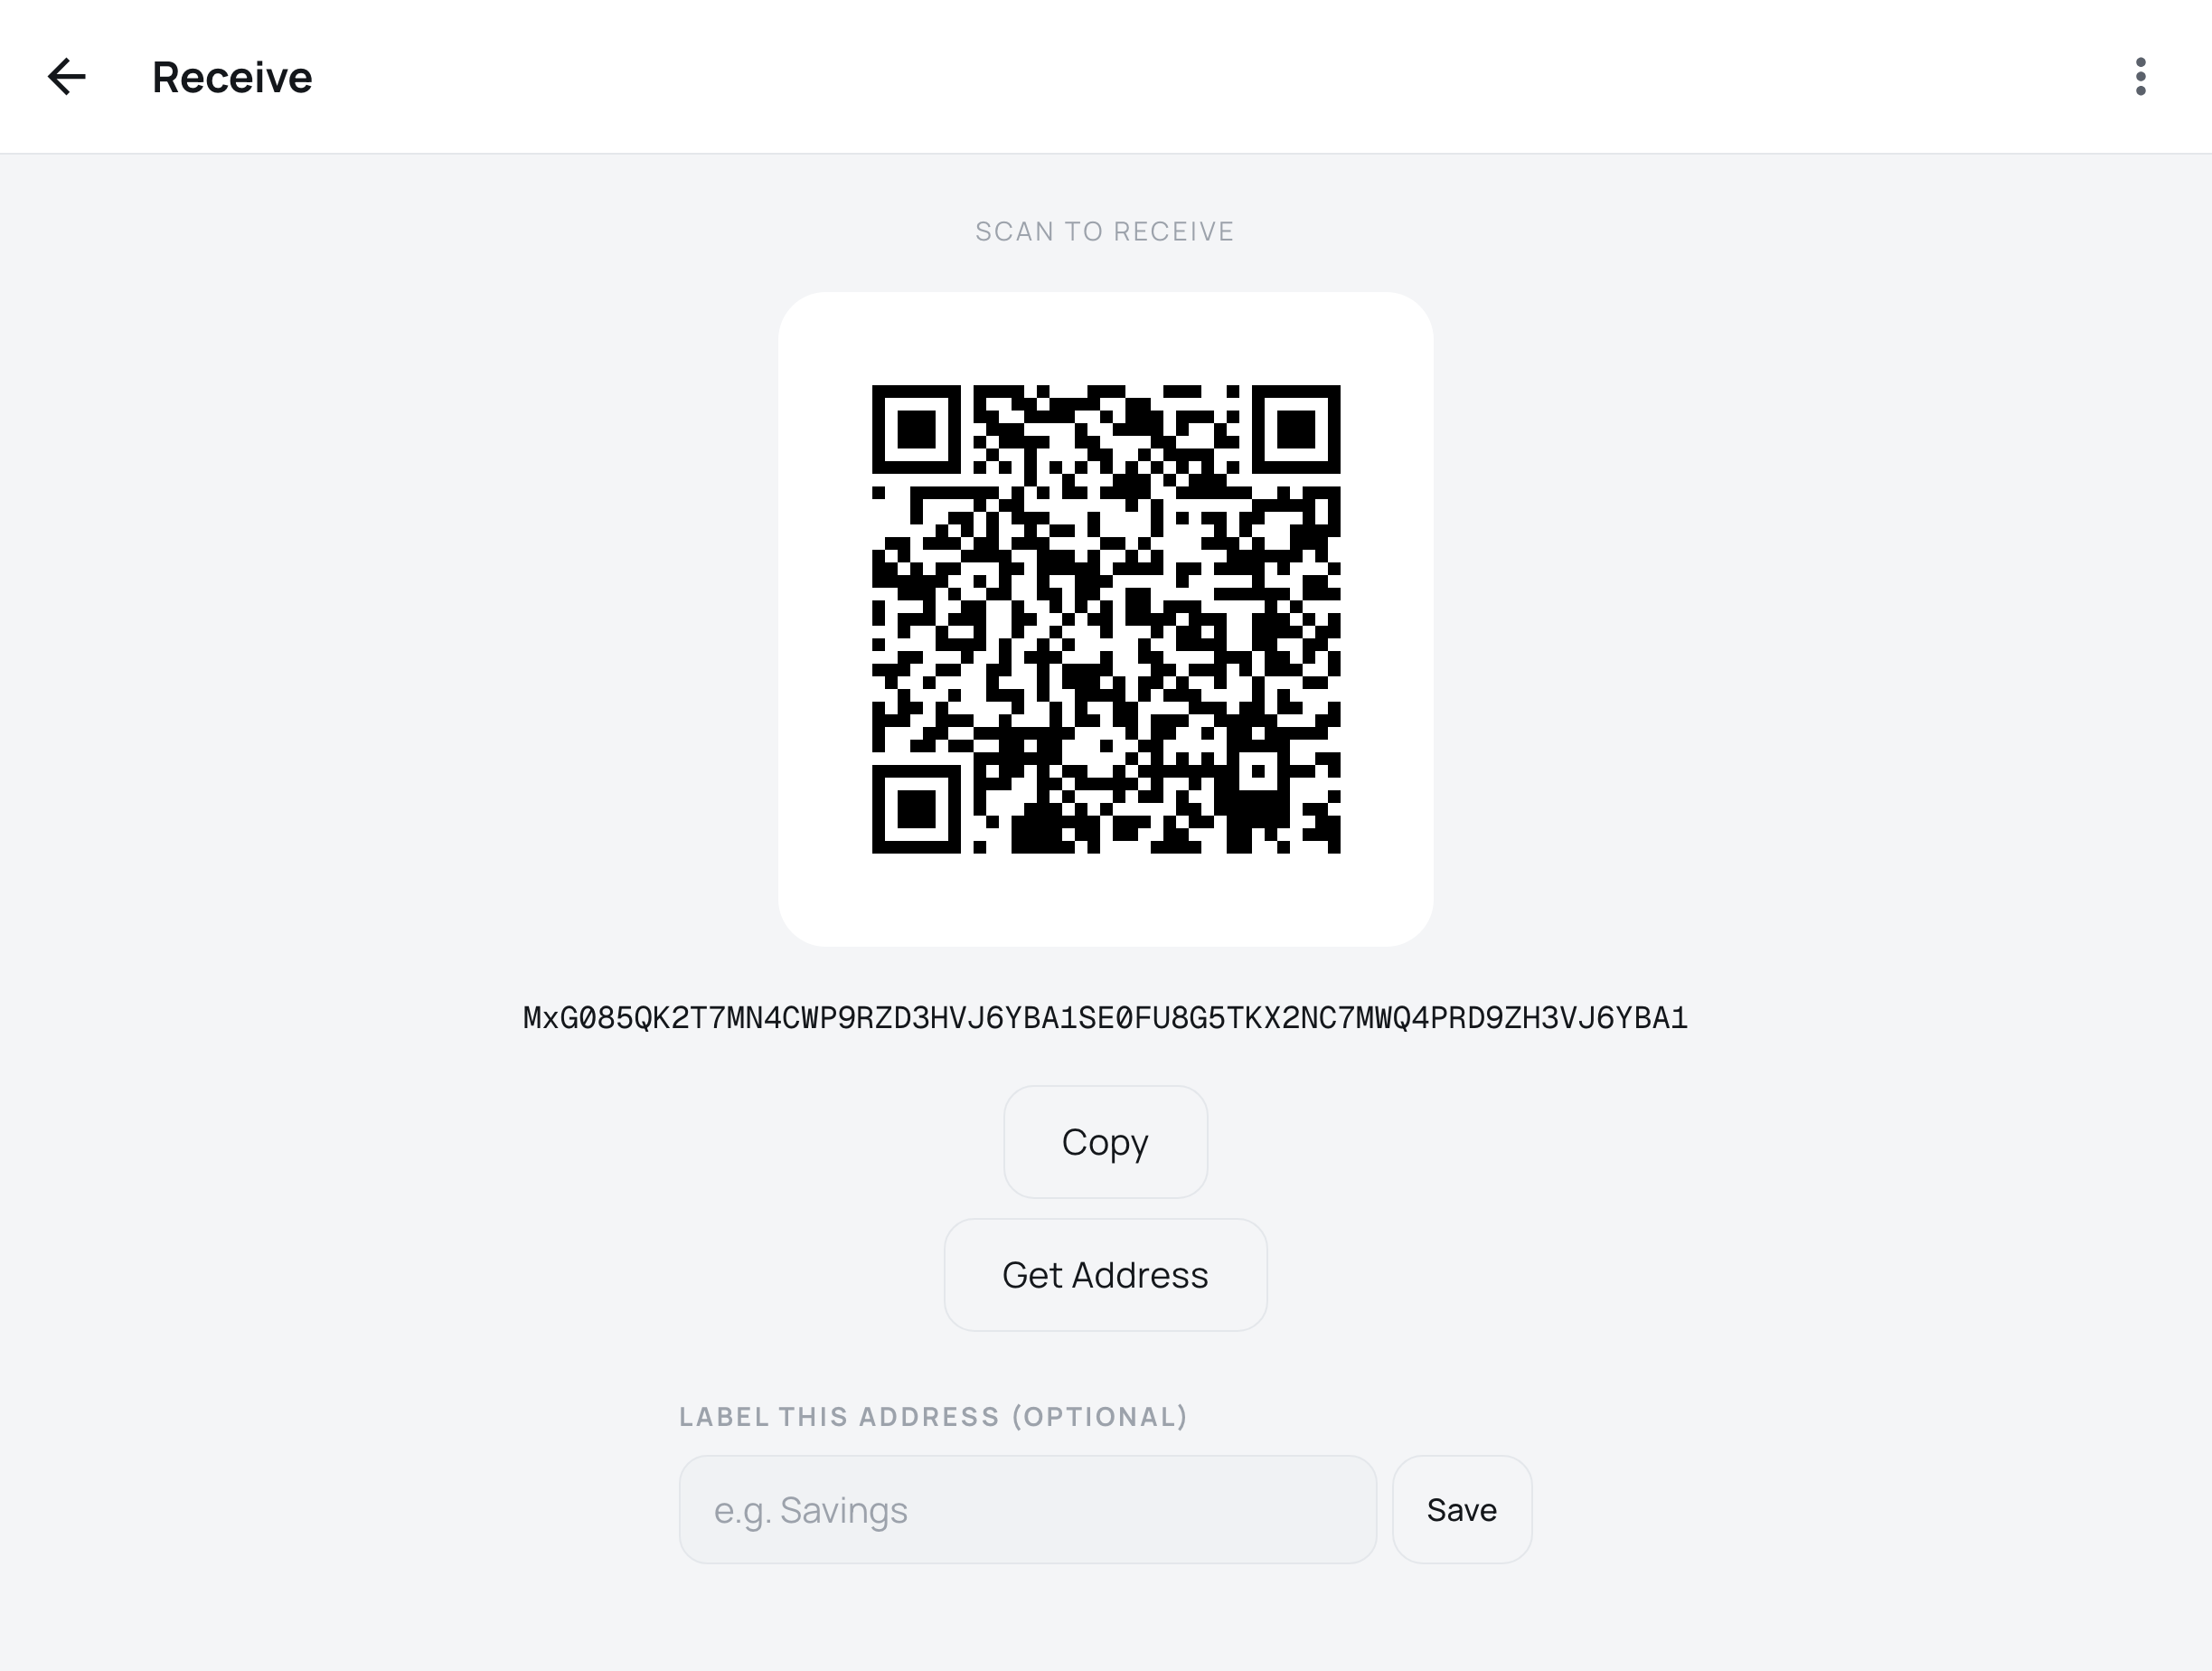 Receive
SCAN TO RECEIVE
MxG085QK2T7MN4CWP9RZD3HVJ6YBA1SE0FU8G5TKX2NC7MWQ4PRD9ZH3VJ6YBA1
Copy
Get Address
LABEL THIS ADDRESS (OPTIONAL)
e.g. Savings
Save